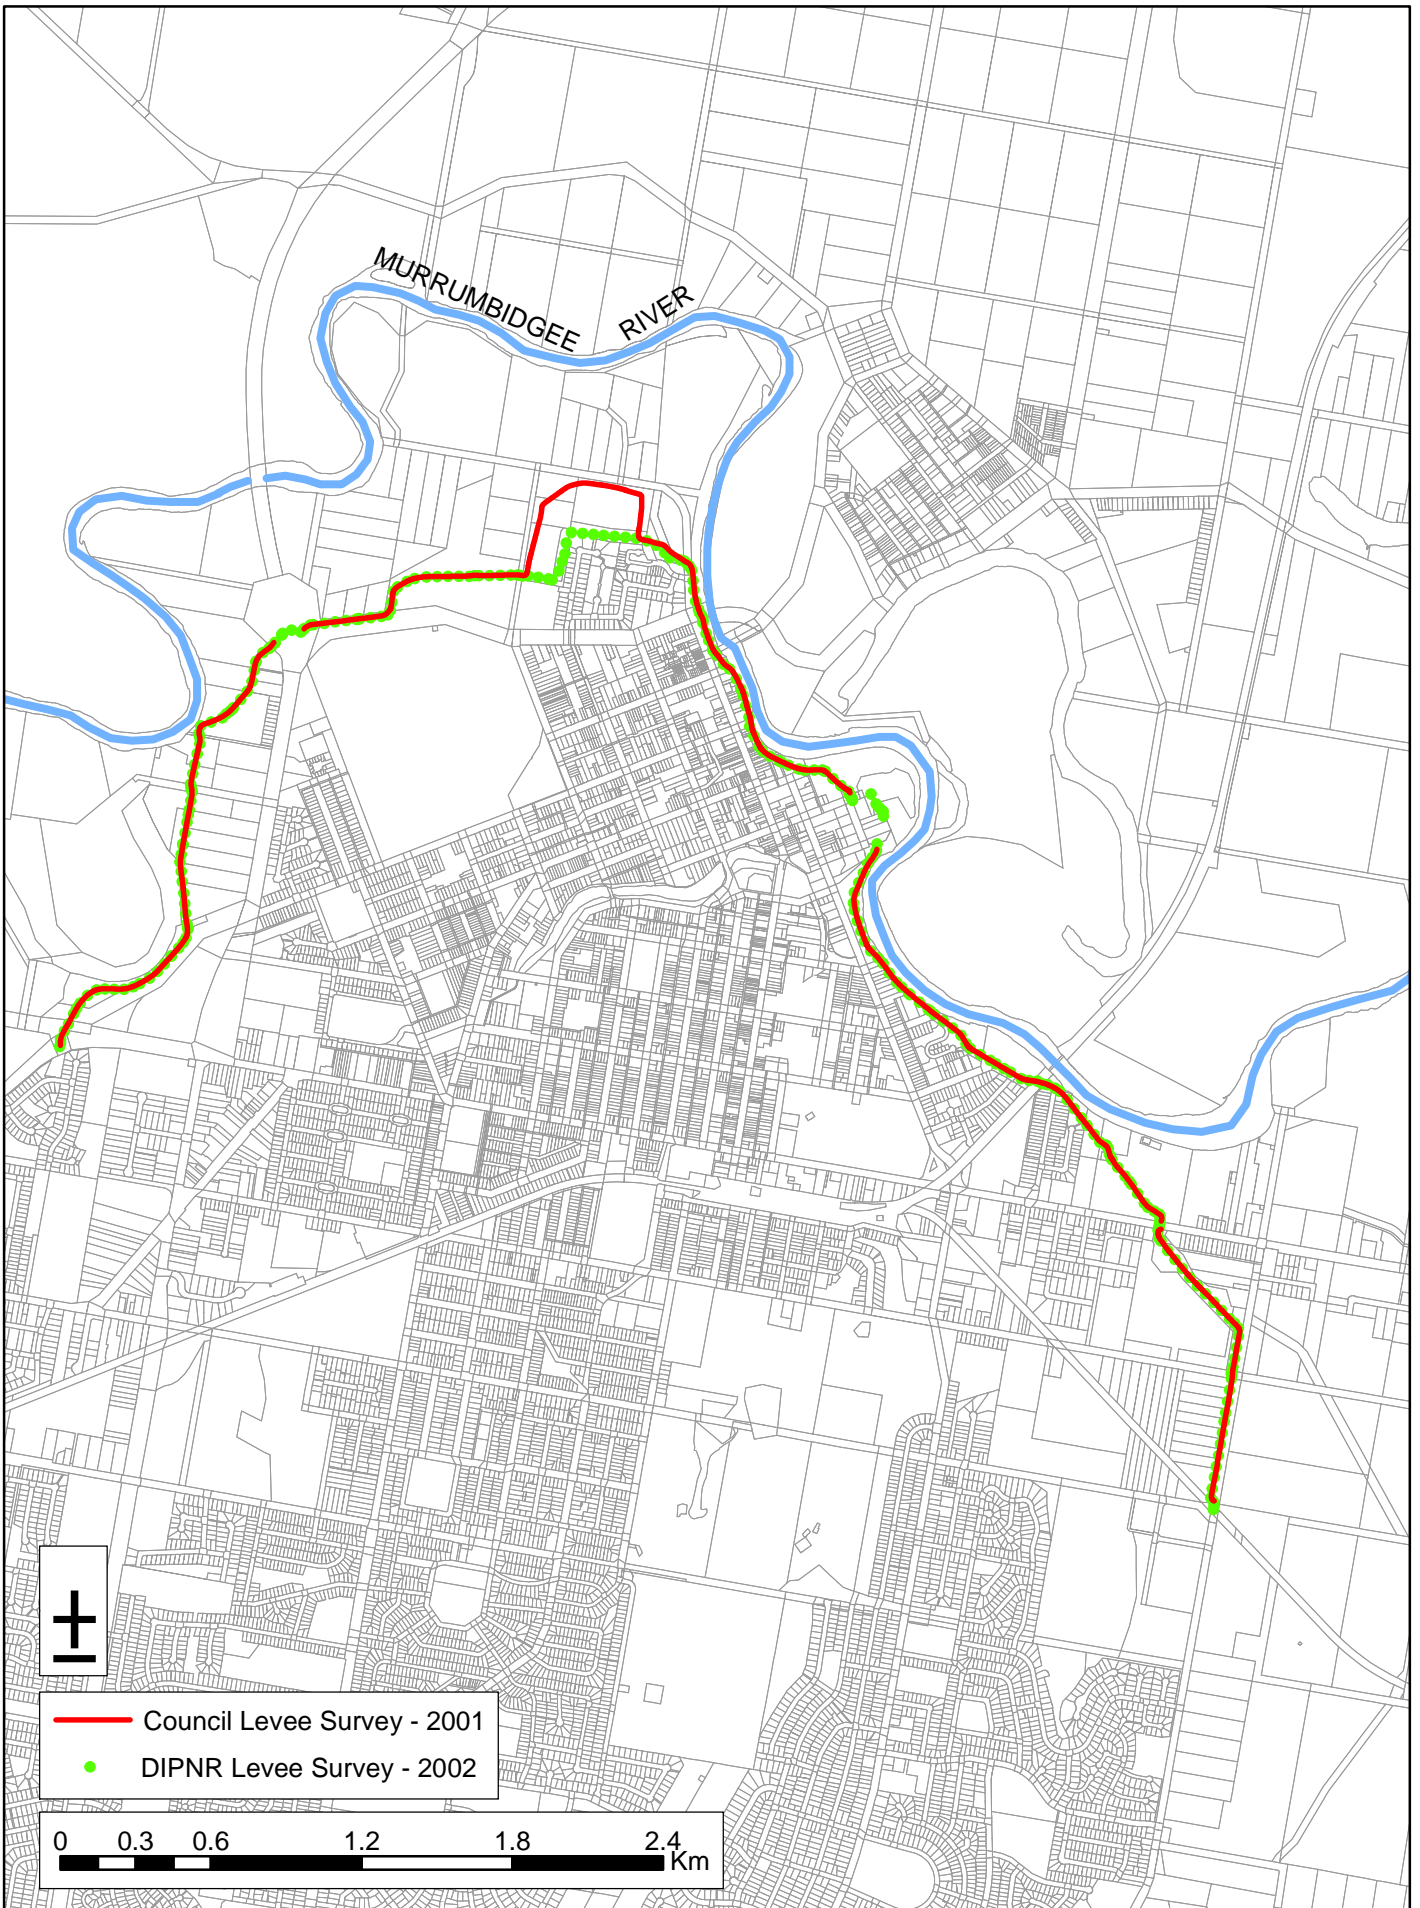 MURRUMBIDGEE RIVER
Council Levee Survey - 2001
DIPNR Levee Survey - 2002
0 0.3 0.6 1.2 1.8 2.4
Km